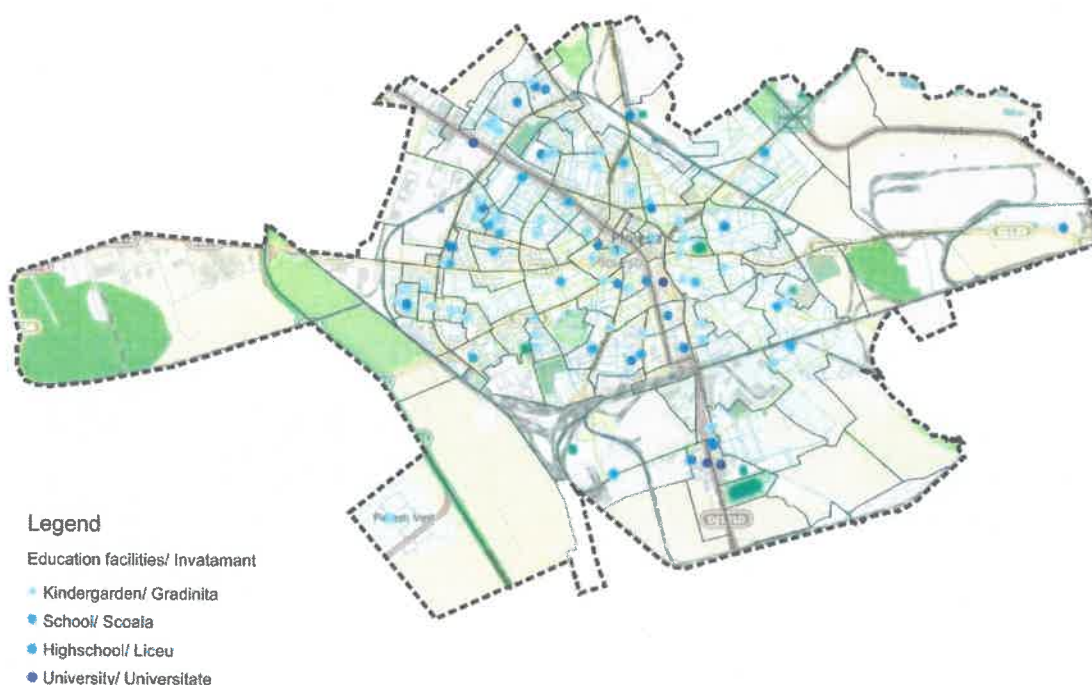 Legend
Education facilities/ Invatamant
Kindergarden/ Gradinita
School/ Scoala
Highschool/ Liceu
University/ Universitate